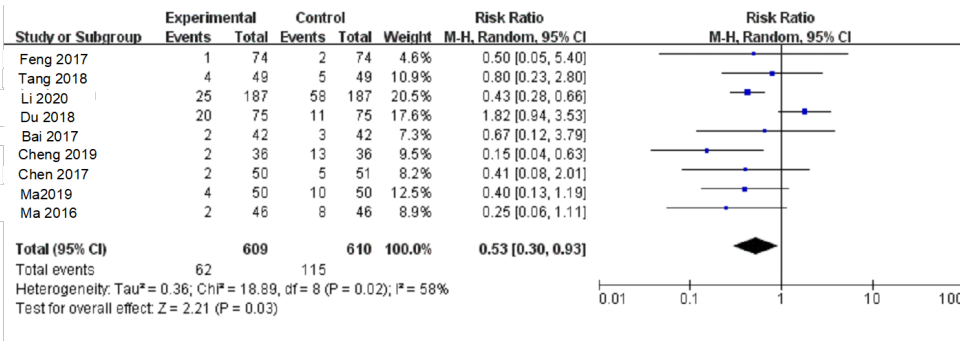 Experimental Control Risk Ratio Risk Ratio
Study or Subgroup Events Total Events Total Weight M-H, Random, 95% CI M-H, Random, 95% CI
Feng 2017 1 74 2 74 4.6% 0.50 [0.05, 5.40]
Tang 2018 4 49 5 49 10.9% 0.80 [0.23, 2.80]
Li 2020 25 187 58 187 20.5% 0.43 [0.28, 0.66]
Du 2018 20 75 11 75 17.6% 1.82 [0.94, 3.53]
Bai 2017 2 42 3 42 7.3% 0.67 [0.12, 3.79]
Cheng 2019 2 36 13 36 9.5% 0.15 [0.04, 0.63]
Chen 2017 2 50 5 51 8.2% 0.41 [0.08, 2.01]
Ma2019 4 50 10 50 12.5% 0.40 [0.13, 1.19]
Ma 2016 2 46 8 46 8.9% 0.25 [0.06, 1.11]
Total (95% CI) 609 610 100.0% 0.53 [0.30, 0.93]
Total events 62 115
Heterogeneity: Tau² = 0.36; Chi² = 18.89, df = 8 (P = 0.02); I² = 58%
Test for overall effect: Z = 2.21 (P = 0.03)
0.01 0.1 1 10 100